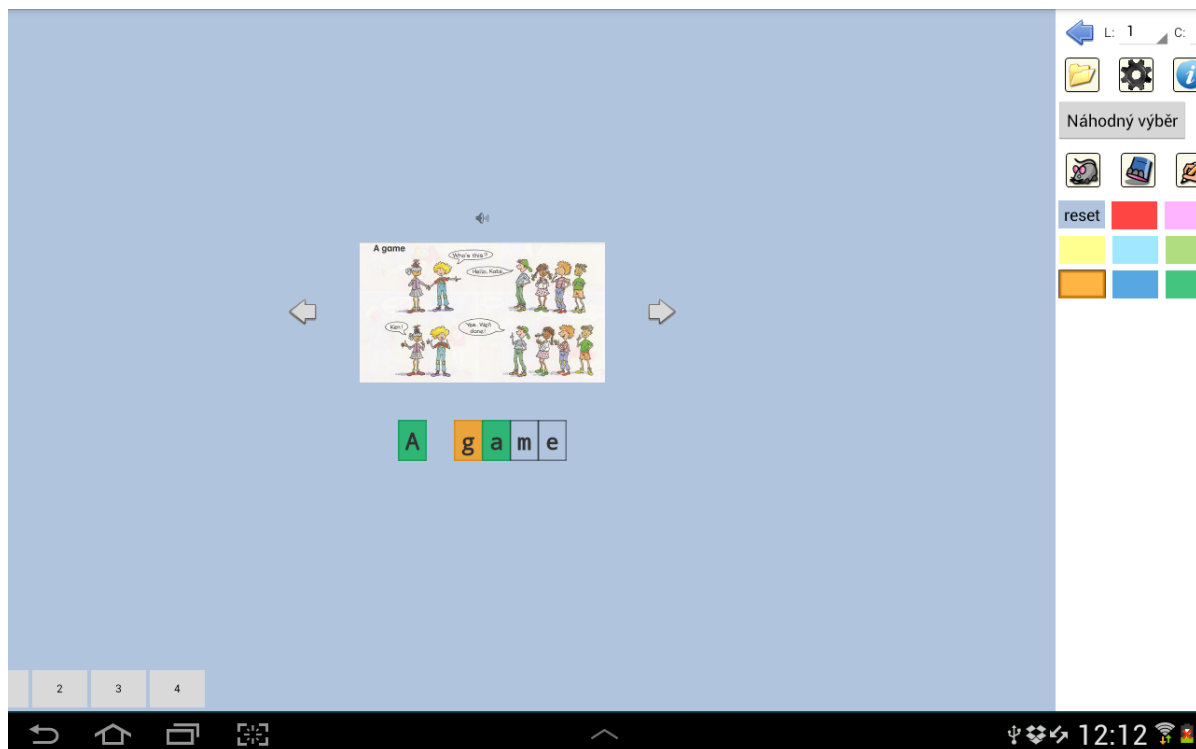 L: 1 C:
Náhodný výběr
reset
A game
Who's this?
Hello, Kate.
Ken!
Yes. Well
done!
A game
2 3 4
12:12